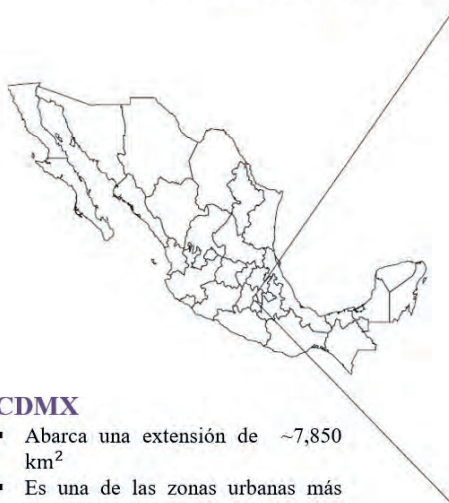 CDMX
▪ Abarca una extensión de ~7,850
km²
▪ Es una de las zonas urbanas más